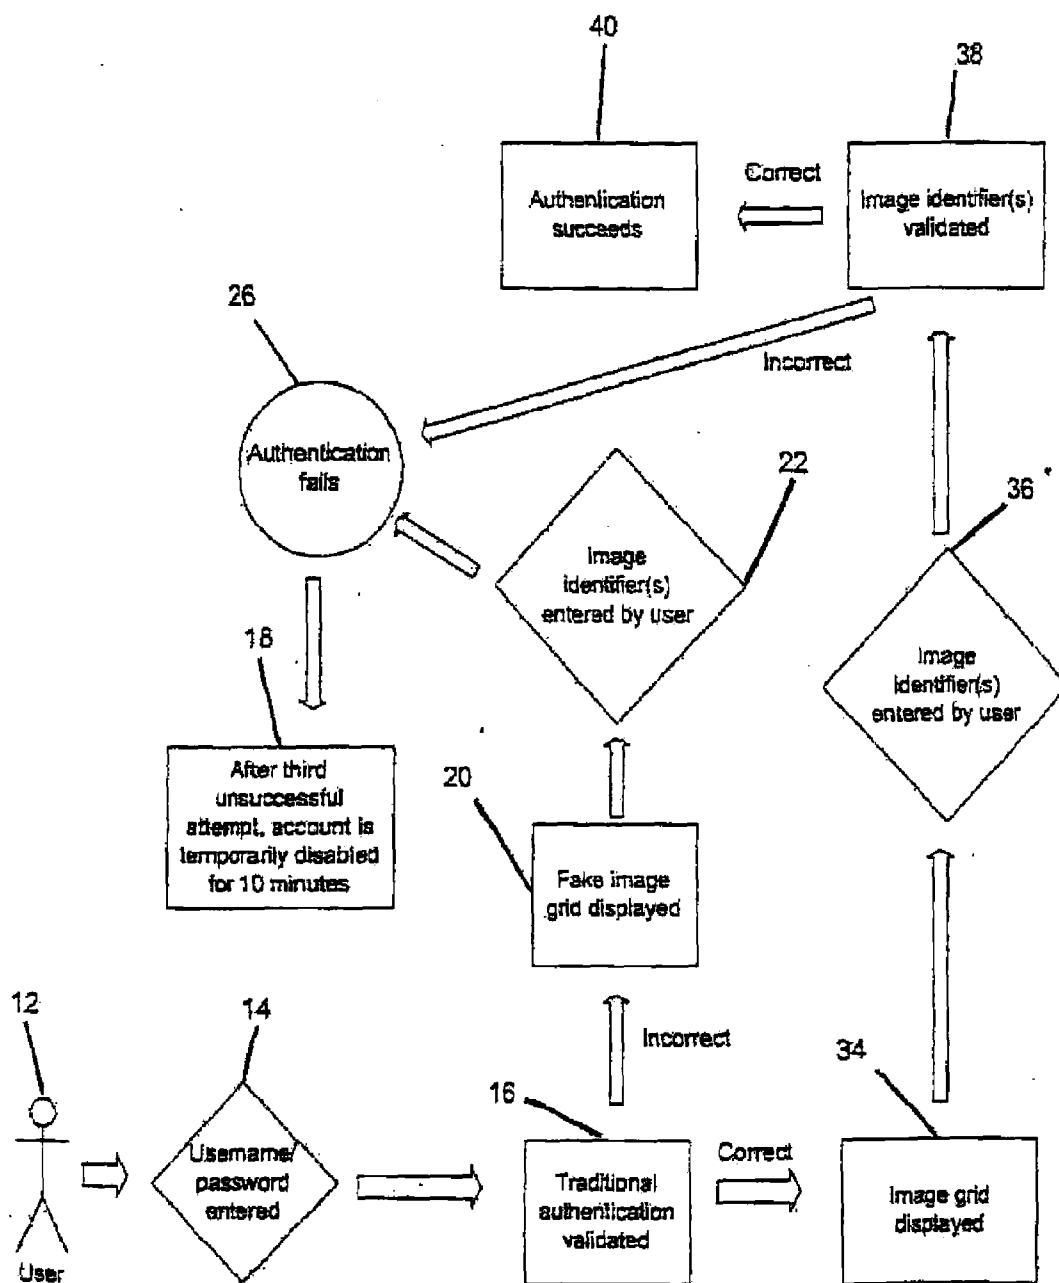 40
38
Authentication
succeeds
Correct
Image identifier(s)
validated
26
Incorrect
Authentication
fails
22
36
Image
identifier(s)
entered by user
Image
identifier(s)
entered by user
18
After third
unsuccessful
attempt, account is
temporarily disabled
for 10 minutes
20
Fake image
grid displayed
12
14
Incorrect
34
16
User
Username/
password
entered
Traditional
authentication
validated
Correct
Image grid
displayed